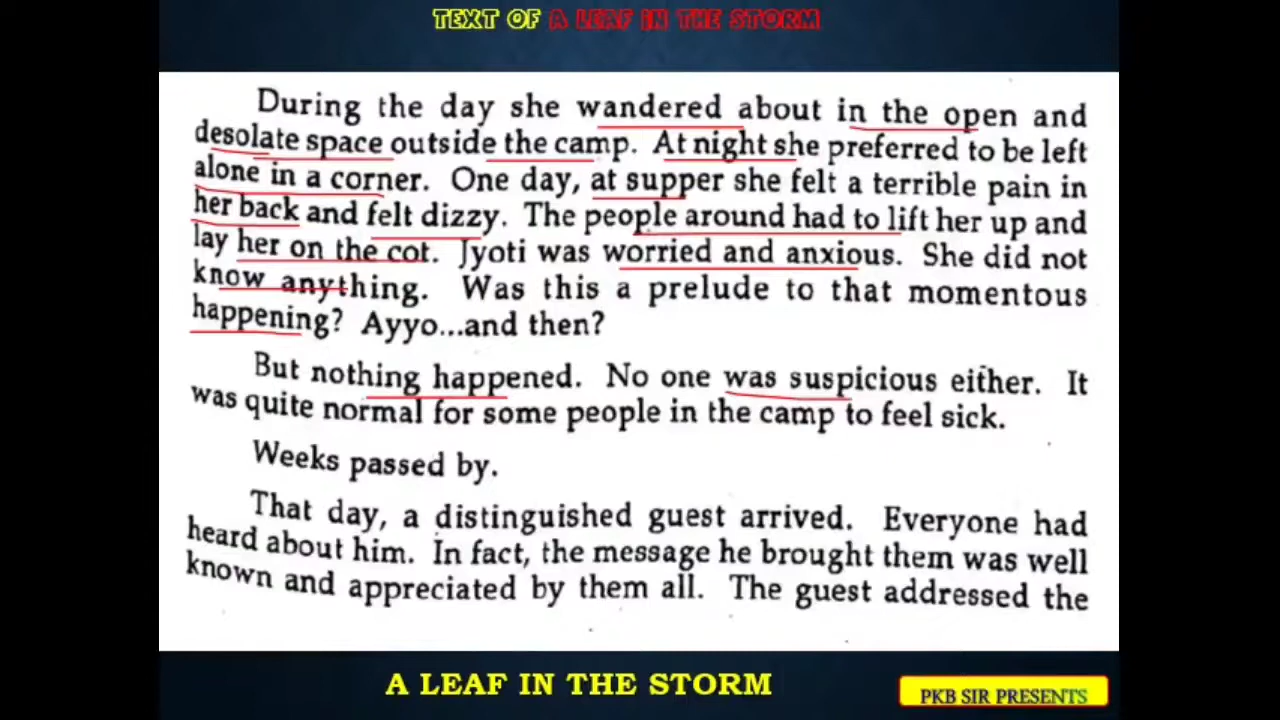 TEXT OF A LEAF IN THE STORM
During the day she wandered about in the open and
desolate space outside the camp. At night she preferred to be left
alone in a corner. One day, at supper she felt a terrible pain in
her back and felt dizzy. The people around had to lift her up and
lay her on the cot. Jyoti was worried and anxious. She did not
know anything. Was this a prelude to that momentous
happening? Ayyo...and then?
But nothing happened. No one was suspicious either. It
was quite normal for some people in the camp to feel sick.
Weeks passed by.
That day, a distinguished guest arrived. Everyone had
heard about him. In fact, the message he brought them was well
known and appreciated by them all. The guest addressed the
A LEAF IN THE STORM
PKB SIR PRESENTS